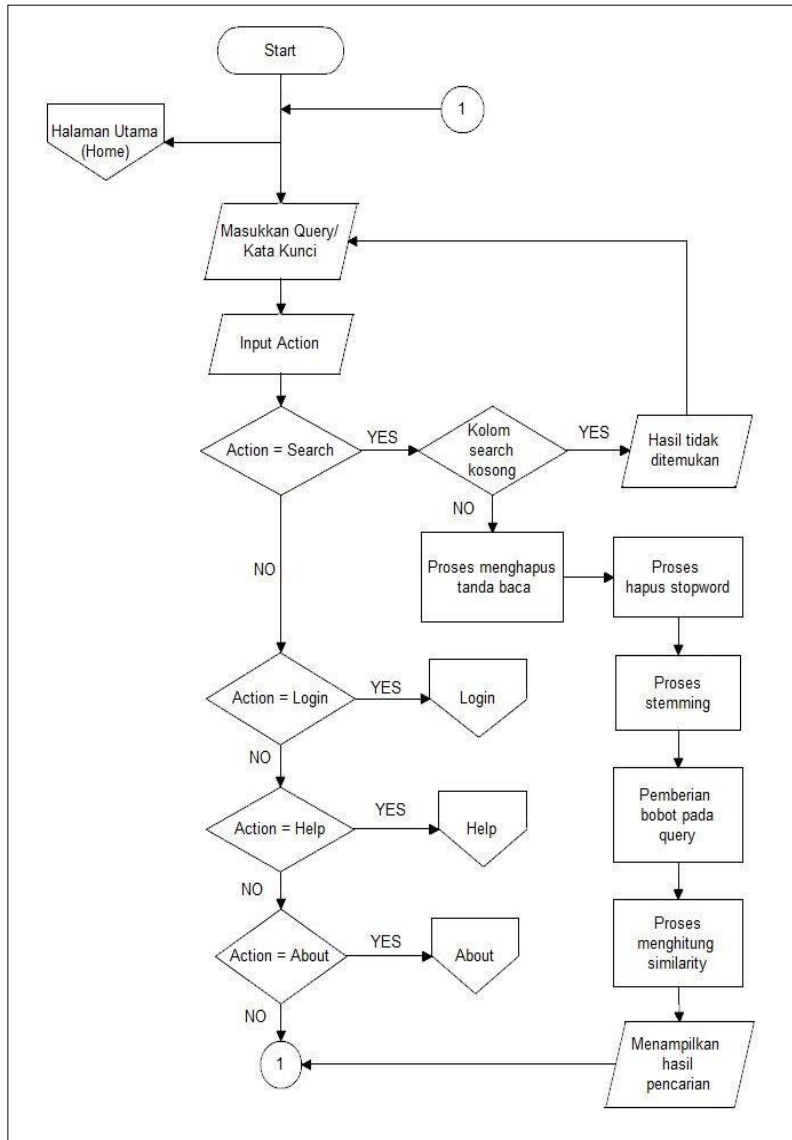 Start
1
Halaman Utama
(Home)
Masukkan Query/
Kata Kunci
Input Action
Action = Search
YES
Kolom
search
kosong
YES
Hasil tidak
ditemukan
NO
NO
Proses menghapus
tanda baca
Proses
hapus stopword
Proses
stemming
Action = Login
YES
Login
NO
Pemberian
bobot pada
query
Action = Help
YES
Help
NO
Proses
menghitung
similarity
Action = About
YES
About
NO
1
Menampilkan
hasil
pencarian